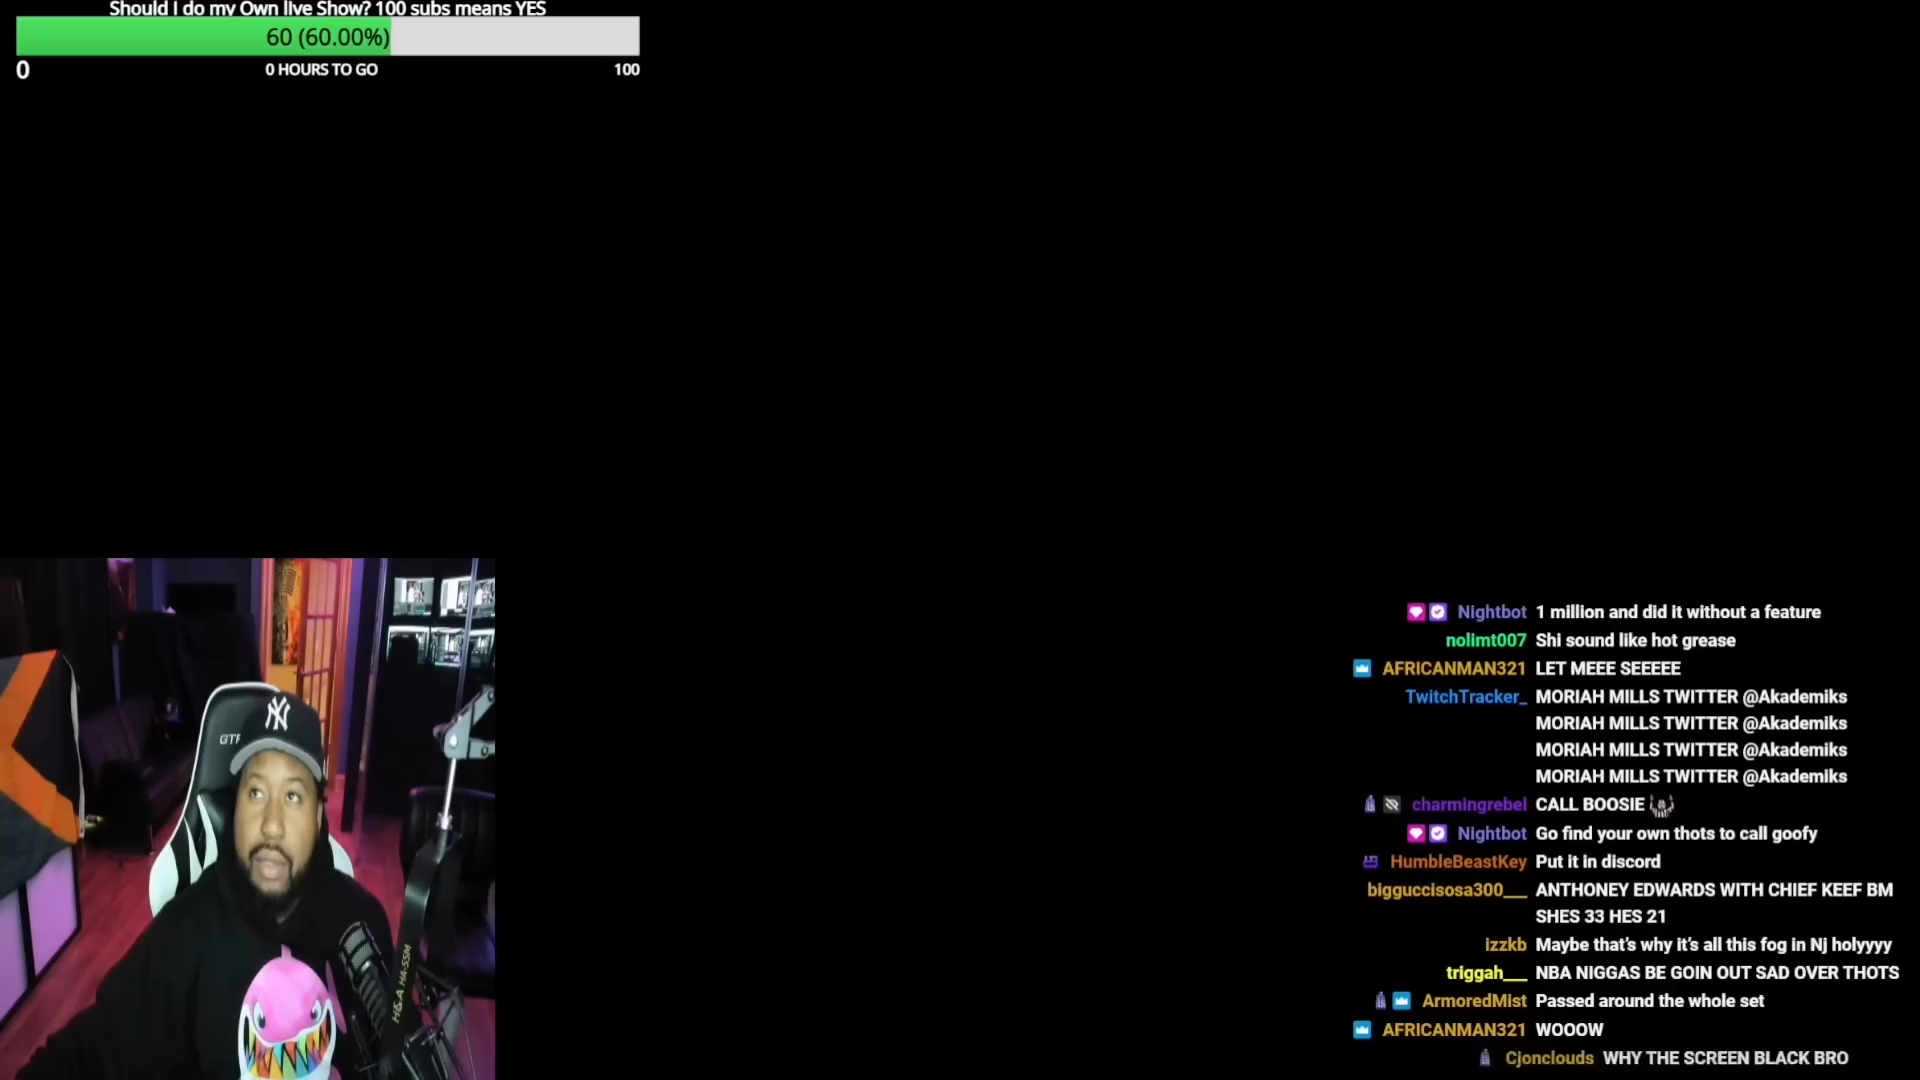 Should I do my Own live Show? 100 subs means YES
60 (60.00%)
0
0 HOURS TO GO
100
Nightbot 1 million and did it without a feature
nolimt007 Shi sound like hot grease
AFRICANMAN321 LET MEEE SEEEEE
TwitchTracker_ MORIAH MILLS TWITTER @Akademiks
MORIAH MILLS TWITTER @Akademiks
MORIAH MILLS TWITTER @Akademiks
MORIAH MILLS TWITTER @Akademiks
charmingrebel CALL BOOSIE
Nightbot Go find your own thots to call goofy
HumbleBeastKey Put it in discord
bigguccisosa300___ ANTHONEY EDWARDS WITH CHIEF KEEF BM
SHES 33 HES 21
izzkb Maybe that's why it's all this fog in Nj holyyyy
triggah___ NBA NIGGAS BE GOIN OUT SAD OVER THOTS
ArmoredMist Passed around the whole set
AFRICANMAN321 WOOOW
Cjonclouds WHY THE SCREEN BLACK BRO
NY
H&A HA-SSM